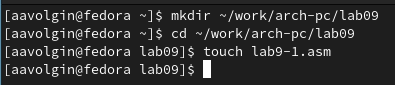 [aavolgin@fedora ~]$ mkdir ~/work/arch-pc/lab09
[aavolgin@fedora ~]$ cd ~/work/arch-pc/lab09
[aavolgin@fedora lab09]$ touch lab9-1.asm
[aavolgin@fedora lab09]$